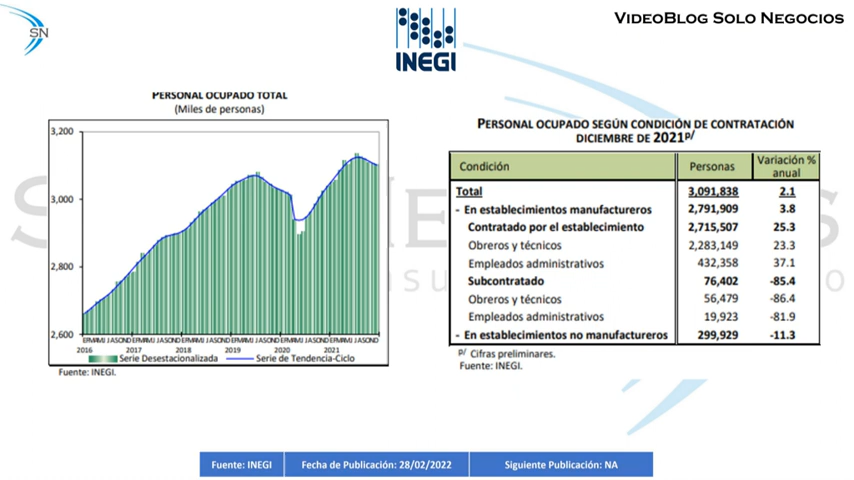 SN
VIDEOBLOG SOLO NEGOCIOS
INEGI
PERSONAL OCUPADO TOTAL
(Miles de personas)
3,200
3,000
2,800
2,600
EFMAMJJASOND EFMAMJJASOND EFMAMJJASOND EFMAMJJASOND EFMAMJJASOND EFMAMJJASOND
2016 2017 2018 2019 2020 2021
Serie Desestacionalizada Serie de Tendencia-Ciclo
Fuente: INEGI.
PERSONAL OCUPADO SEGÚN CONDICIÓN DE CONTRATACIÓN
DICIEMBRE DE 2021p/
Condición Personas Variación % anual
Total 3,091,838 2.1
- En establecimientos manufactureros 2,791,909 3.8
Contratado por el establecimiento 2,715,507 25.3
Obreros y técnicos 2,283,149 23.3
Empleados administrativos 432,358 37.1
Subcontratado 76,402 -85.4
Obreros y técnicos 56,479 -86.4
Empleados administrativos 19,923 -81.9
- En establecimientos no manufactureros 299,929 -11.3
p/ Cifras preliminares.
Fuente: INEGI.
Fuente: INEGI Fecha de Publicación: 28/02/2022 Siguiente Publicación: NA